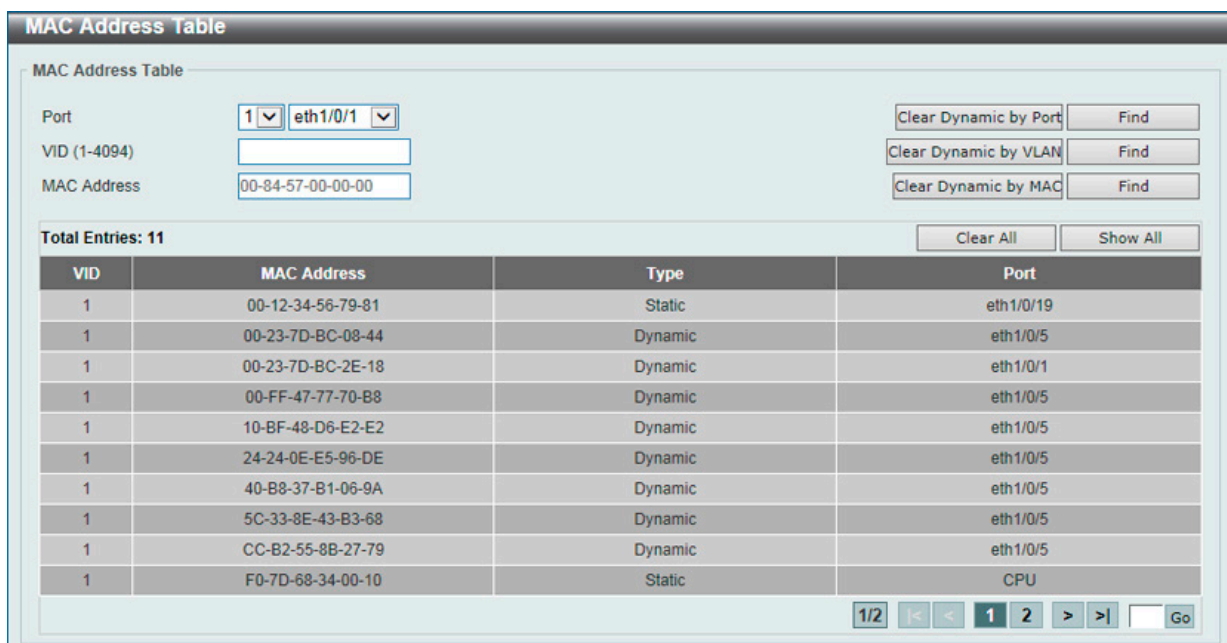 MAC Address Table
MAC Address Table
Port 1 eth1/0/1 Clear Dynamic by Port Find
VID (1-4094) Clear Dynamic by VLAN Find
MAC Address 00-84-57-00-00-00 Clear Dynamic by MAC Find
Total Entries: 11 Clear All Show All
VID MAC Address Type Port
1 00-12-34-56-79-81 Static eth1/0/19
1 00-23-7D-BC-08-44 Dynamic eth1/0/5
1 00-23-7D-BC-2E-18 Dynamic eth1/0/1
1 00-FF-47-77-70-B8 Dynamic eth1/0/5
1 10-BF-48-D6-E2-E2 Dynamic eth1/0/5
1 24-24-0E-E5-96-DE Dynamic eth1/0/5
1 40-B8-37-B1-06-9A Dynamic eth1/0/5
1 5C-33-8E-43-B3-68 Dynamic eth1/0/5
1 CC-B2-55-8B-27-79 Dynamic eth1/0/5
1 F0-7D-68-34-00-10 Static CPU
1/2 |< < 1 2 > >| Go